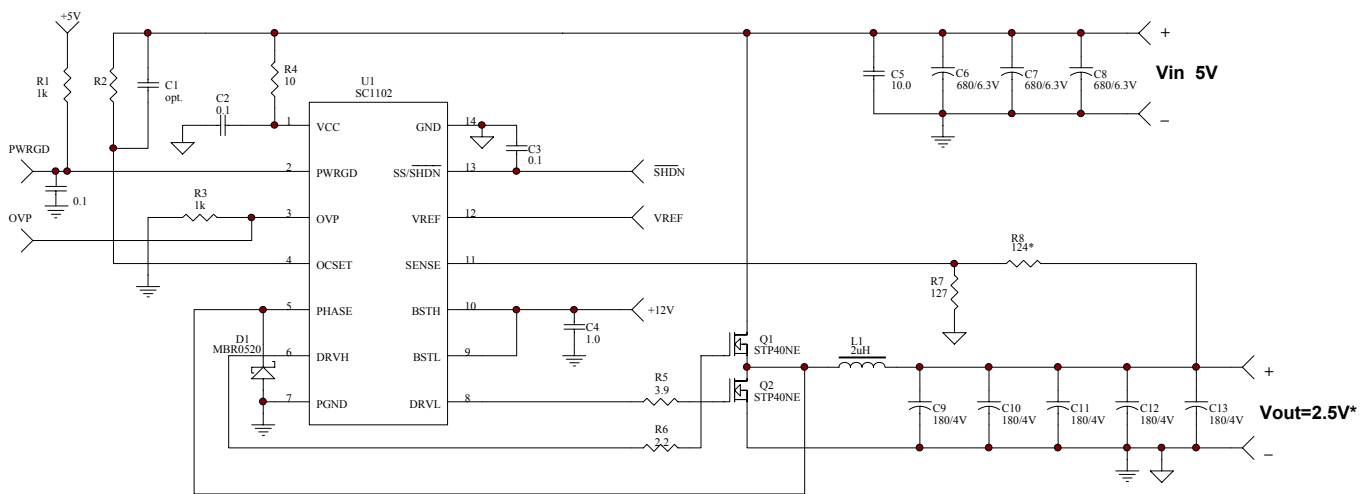 +5V
R1
1k
R2
C1
opt.
R4
10
C2
0.1
U1
SC1102
1
VCC
GND
14
C3
0.1
PWRGD
2
PWRGD
SS/SHDN
13
SHDN
0.1
R3
1k
OVP
3
OVP
VREF
12
VREF
4
OCSET
SENSE
11
5
PHASE
BSTH
10
+12V
C4
1.0
D1
MBR0520
6
DRVH
BSTL
9
7
PGND
DRVL
8
R5
3.9
R6
2.2
Q1
STP40NE
Q2
STP40NE
C5
10.0
C6
680/6.3V
C7
680/6.3V
C8
680/6.3V
+
Vin 5V
_
R8
124*
R7
127
L1
2uH
C9
180/4V
C10
180/4V
C11
180/4V
C12
180/4V
C13
180/4V
+
Vout=2.5V*
_